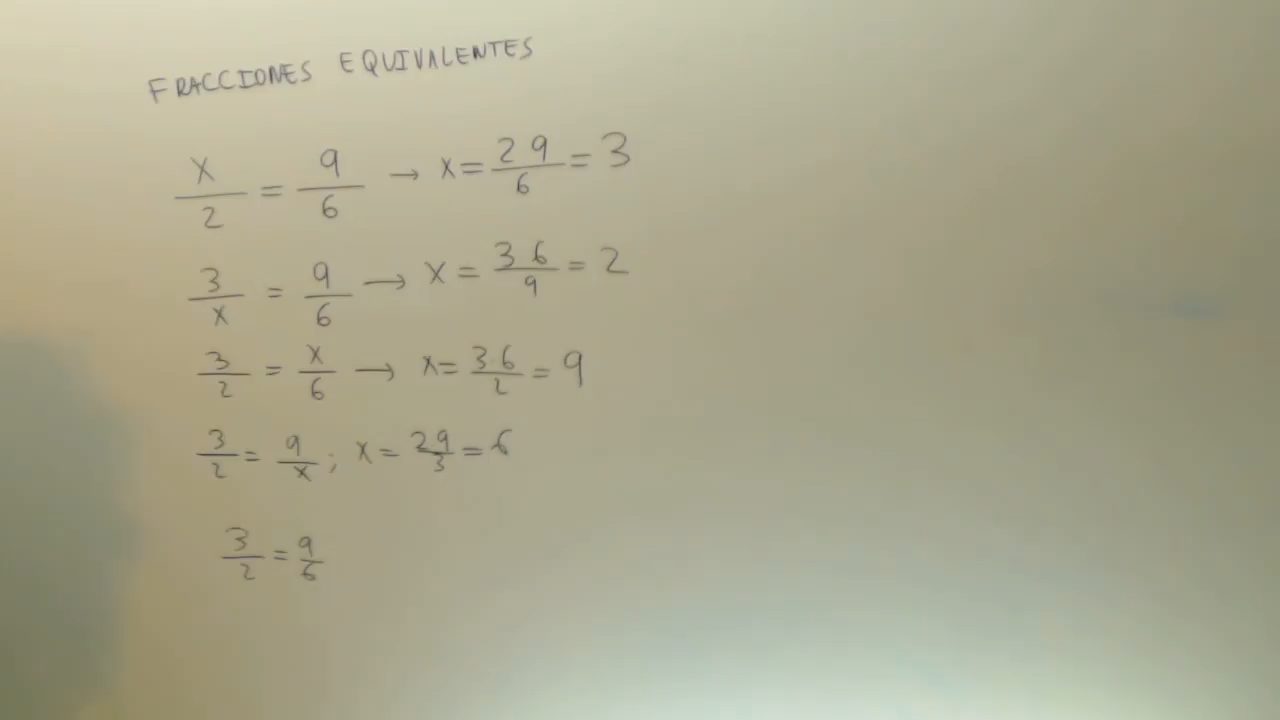 FRACCIONES EQUIVALENTES
x/2 = 9/6 → x = 2 9/6 = 3
3/x = 9/6 → x = 3 6/9 = 2
3/2 = x/6 → x = 3 6/2 = 9
3/2 = 9/x ; x = 2 9/3 = 6
3/2 = 9/6